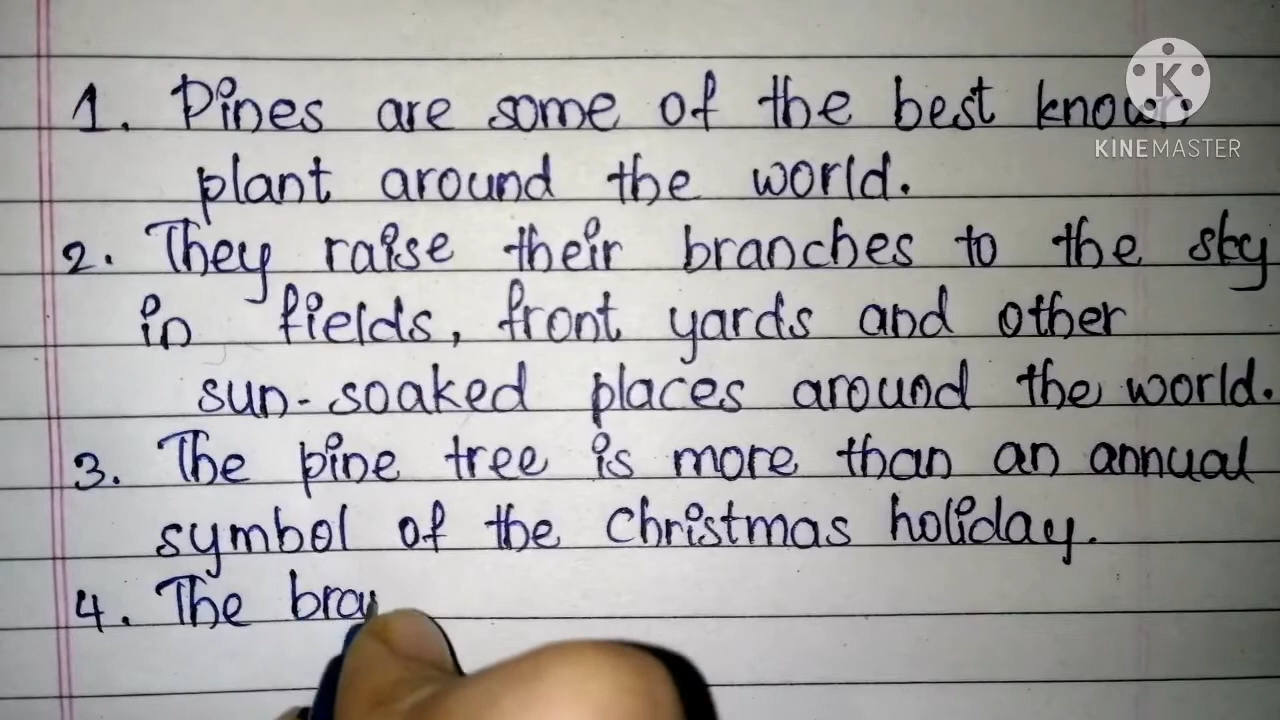 1. Pines are some of the best known
plant around the world.
2. They raise their branches to the sky
in fields, front yards and other
sun-soaked places around the world.
3. The pine tree is more than an annual
symbol of the Christmas holiday.
4. The bra
K
KINEMASTER